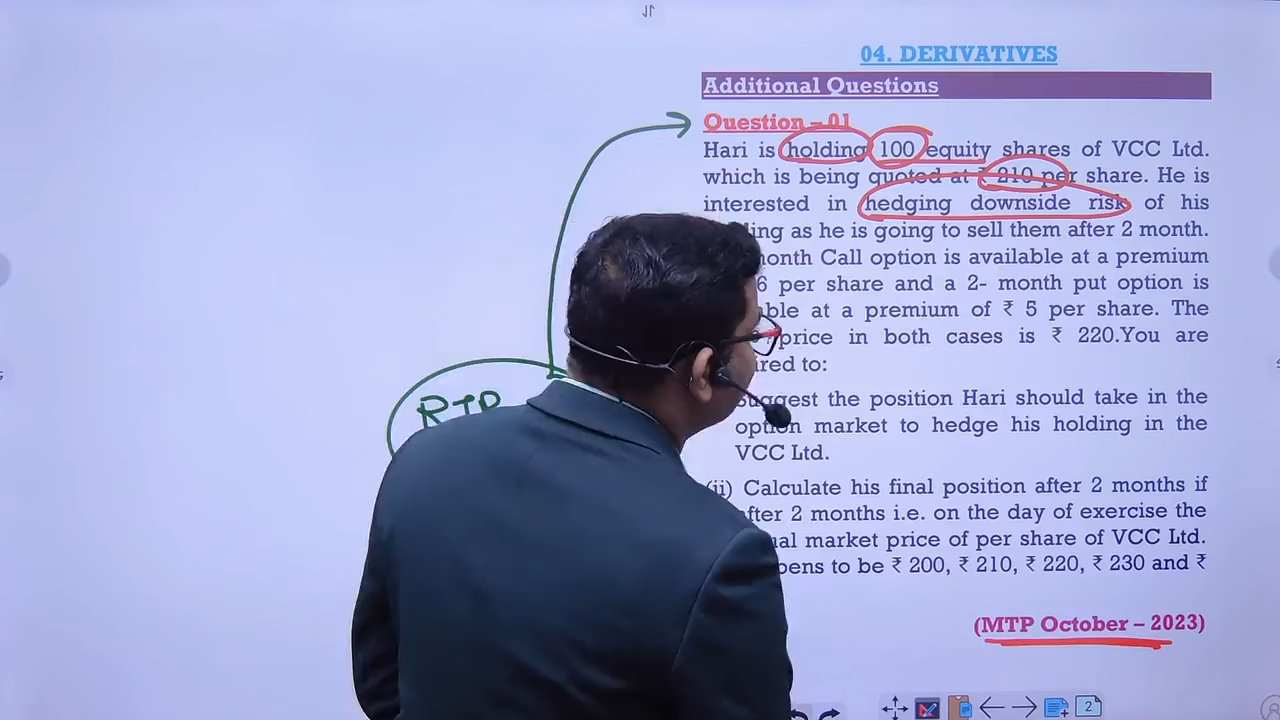 04. DERIVATIVES
Additional Questions
Question – 01
Hari is holding 100 equity shares of VCC Ltd.
which is being quoted at ₹ 210 per share. He is
interested in hedging downside risk of his
as he is going to sell them after 2 month.
Call option is available at a premium
6 per share and a 2- month put option is
at a premium of ₹ 5 per share. The
price in both cases is ₹ 220.You are
to:
suggest the position Hari should take in the
option market to hedge his holding in the
VCC Ltd.
(ii) Calculate his final position after 2 months if
after 2 months i.e. on the day of exercise the
market price of per share of VCC Ltd.
to be ₹ 200, ₹ 210, ₹ 220, ₹ 230 and ₹
(MTP October – 2023)
RTP
2